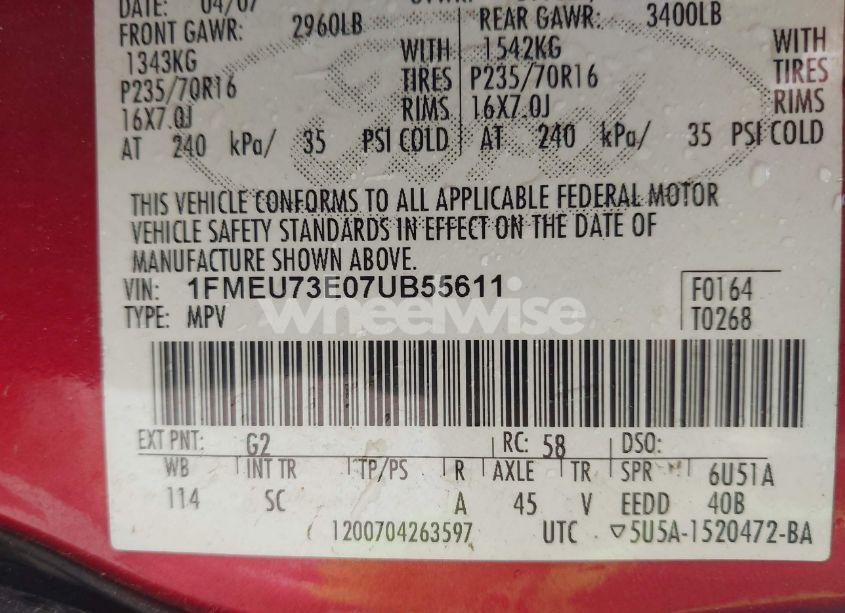 DATE: 04/07
FRONT GAWR: 2960LB REAR GAWR: 3400LB
1343KG WITH 1542KG WITH
P235/70R16 TIRES P235/70R16 TIRES
16X7.0J RIMS 16X7.0J RIMS
AT 240 kPa/ 35 PSI COLD AT 240 kPa/ 35 PSI COLD
THIS VEHICLE CONFORMS TO ALL APPLICABLE FEDERAL MOTOR
VEHICLE SAFETY STANDARDS IN EFFECT ON THE DATE OF
MANUFACTURE SHOWN ABOVE.
VIN: 1FMEU73E07UB55611 F0164
TYPE: MPV T0268
wheelwise
EXT PNT: G2 RC: 58 DSO:
WB INT TR TP/PS R AXLE TR SPR 6U51A
114 SC A 45 V EEDD 40B
1200704263597 UTC ▽5U5A-1520472-BA